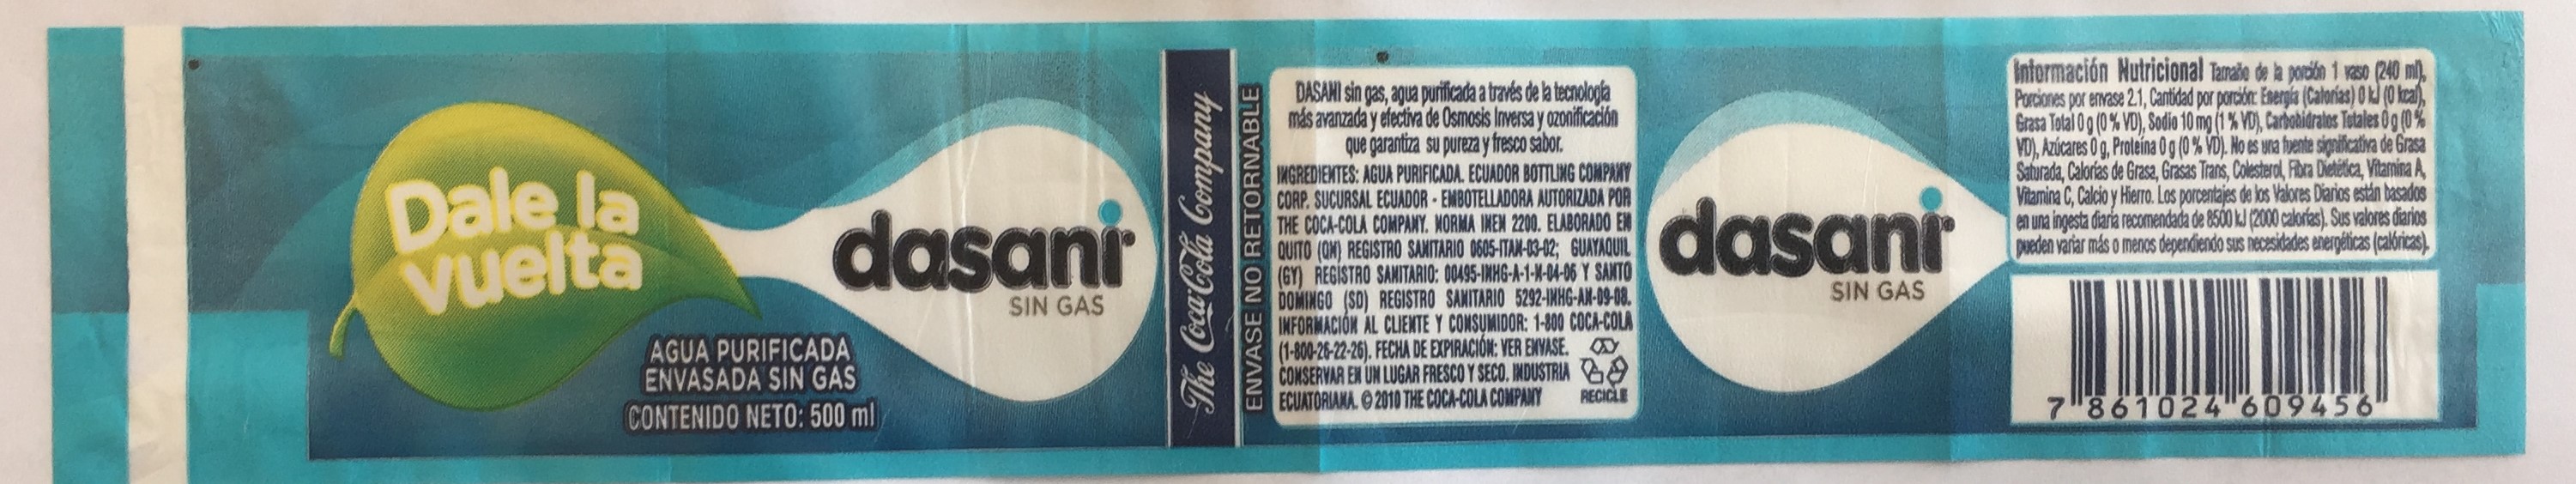 Dale la
vuelta
dasani
SIN GAS
AGUA PURIFICADA
ENVASADA SIN GAS
CONTENIDO NETO: 500 ml
The Coca-Cola Company
ENVASE NO RETORNABLE
DASANI sin gas, agua purificada a través de la tecnología
más avanzada y efectiva de Osmosis Inversa y ozonificación
que garantiza su pureza y fresco sabor.
INGREDIENTES: AGUA PURIFICADA. ECUADOR BOTTLING COMPANY
CORP. SUCURSAL ECUADOR - EMBOTELLADORA AUTORIZADA POR
THE COCA-COLA COMPANY. NORMA INEN 2200. ELABORADO EN
QUITO (QN) REGISTRO SANITARIO 0605-ITAN-03-02; GUAYAQUIL
(GY) REGISTRO SANITARIO: 00495-INHG-A-1-N-04-06 Y SANTO
DOMINGO (SD) REGISTRO SANITARIO 5292-INHG-AN-09-08.
INFORMACIÓN AL CLIENTE Y CONSUMIDOR: 1-800 COCA-COLA
(1-800-26-22-26). FECHA DE EXPIRACIÓN: VER ENVASE.
CONSERVAR EN UN LUGAR FRESCO Y SECO. INDUSTRIA
ECUATORIANA. © 2010 THE COCA-COLA COMPANY
RECICLE
dasani
SIN GAS
Información Nutricional Tamaño de la porción 1 vaso (240 ml),
Porciones por envase 2.1, Cantidad por porción: Energía (Calorías) 0 kJ (0 kcal),
Grasa Total 0 g (0 % VD), Sodio 10 mg (1 % VD), Carbohidratos Totales 0 g (0 %
VD), Azúcares 0 g, Proteína 0 g (0 % VD). No es una fuente significativa de Grasa
Saturada, Calorías de Grasa, Grasas Trans, Colesterol, Fibra Dietética, Vitamina A,
Vitamina C, Calcio y Hierro. Los porcentajes de los Valores Diarios están basados
en una ingesta diaria recomendada de 8500 kJ (2000 calorías). Sus valores diarios
pueden variar más o menos dependiendo sus necesidades energéticas (calóricas).
7 861024 609456